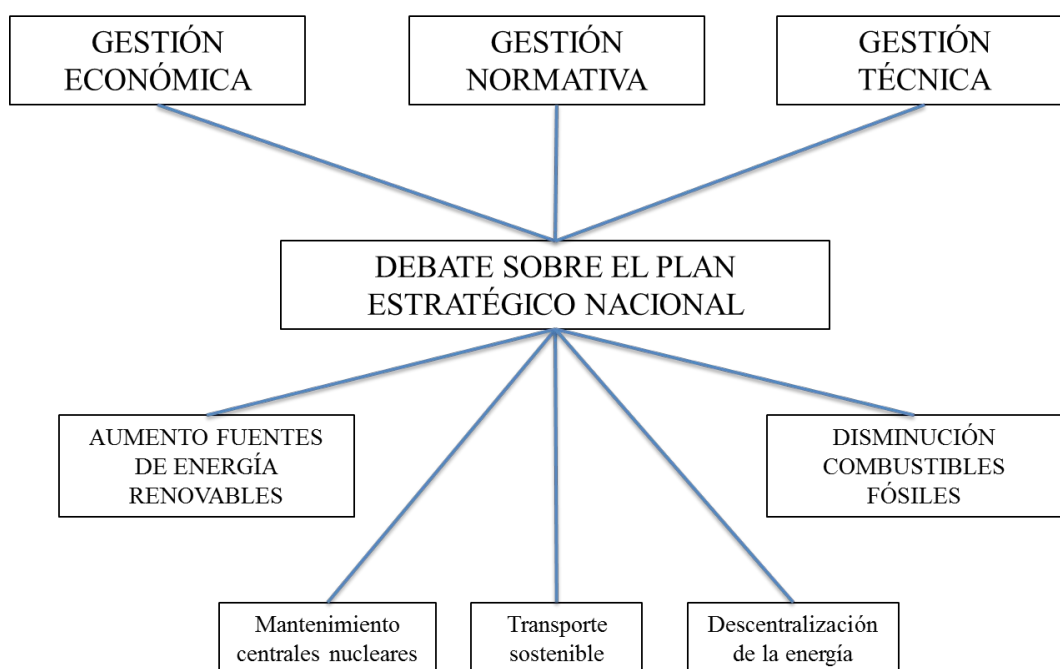 GESTIÓN
ECONÓMICA
GESTIÓN
NORMATIVA
GESTIÓN
TÉCNICA
DEBATE SOBRE EL PLAN
ESTRATÉGICO NACIONAL
AUMENTO FUENTES
DE ENERGÍA
RENOVABLES
DISMINUCIÓN
COMBUSTIBLES
FÓSILES
Mantenimiento
centrales nucleares
Transporte
sostenible
Descentralización
de la energía